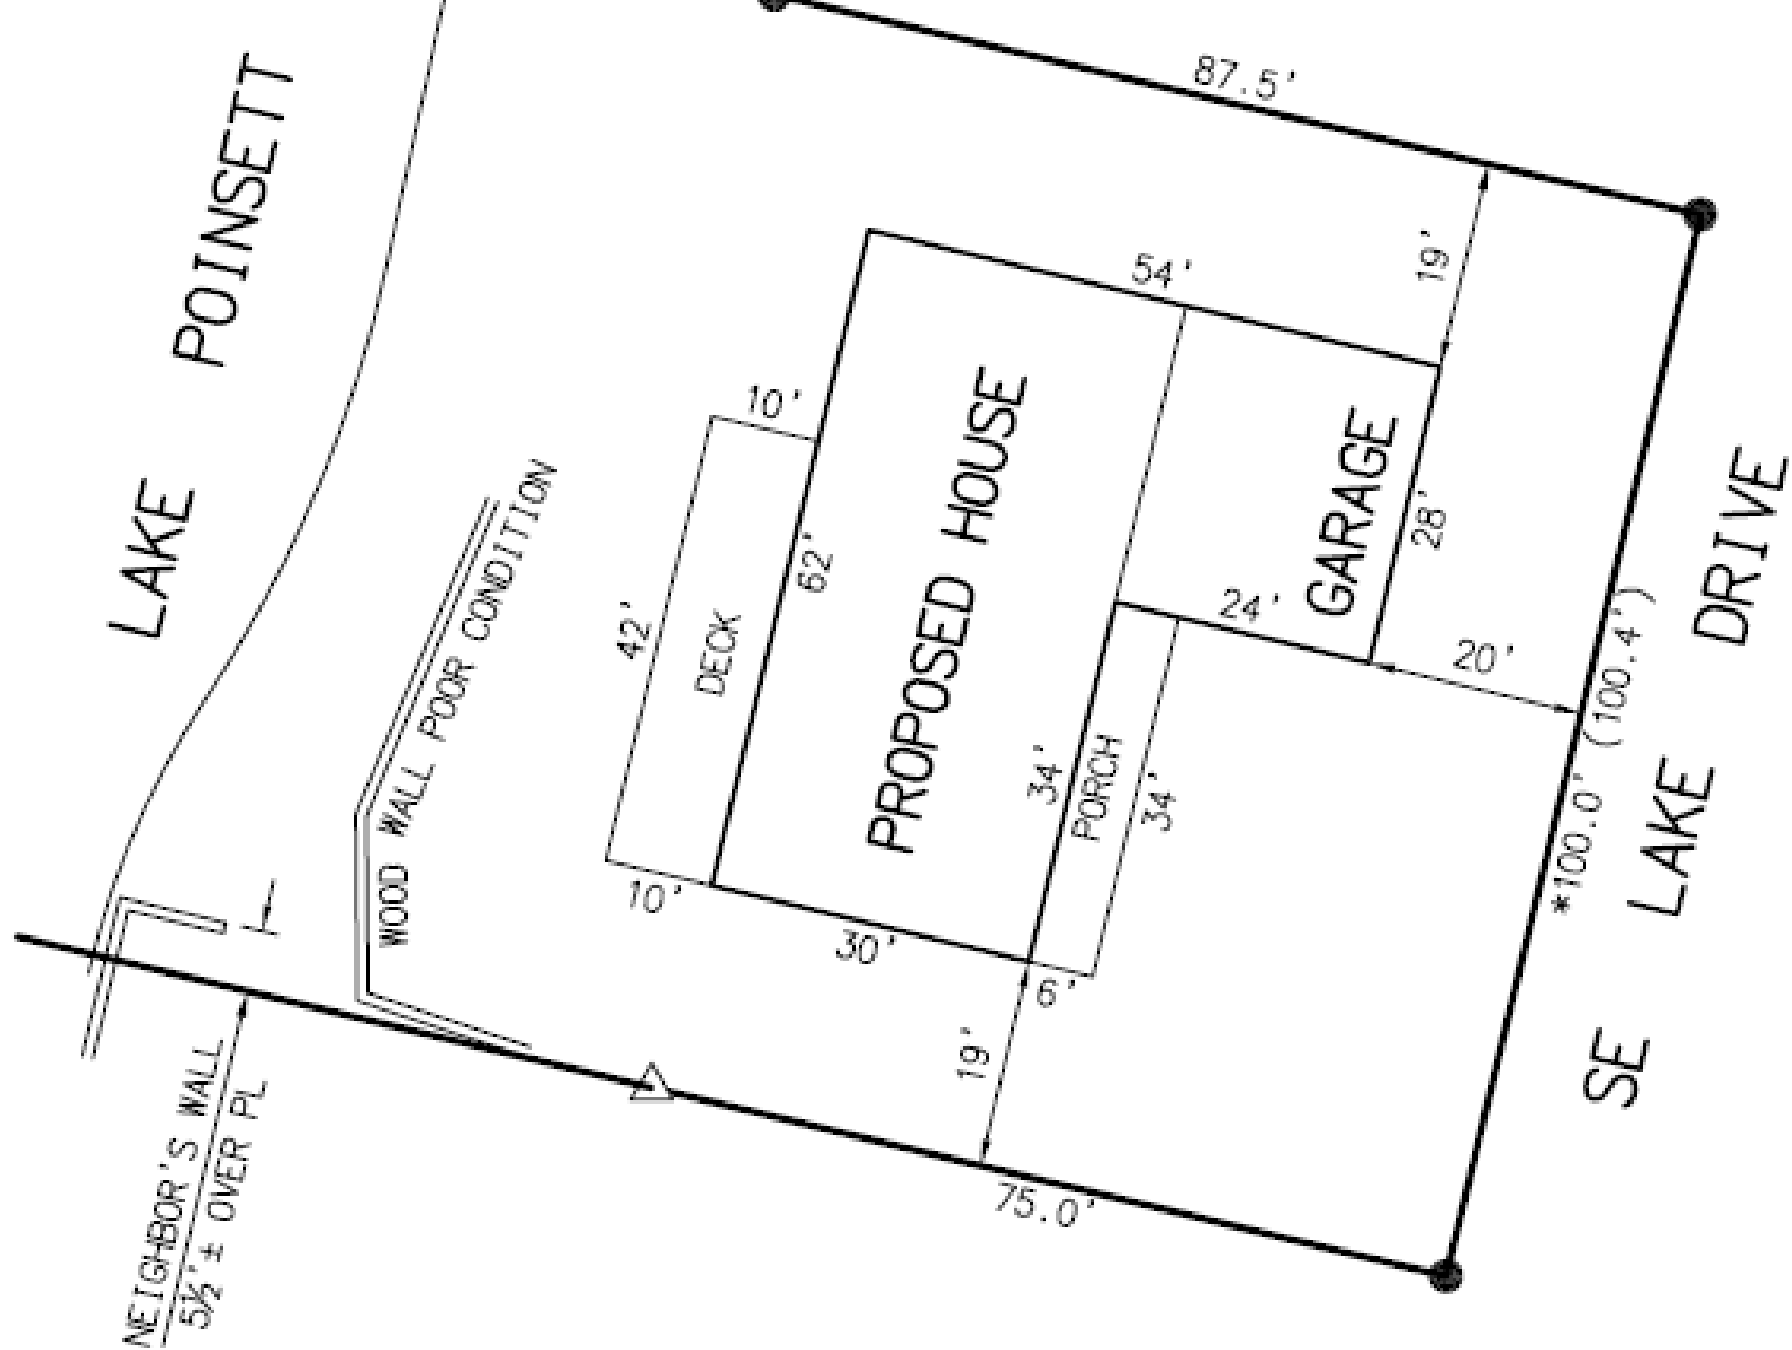 87.5'
LAKE POINSETT
19'
54'
10'
PROPOSED HOUSE
GARAGE
28'
62'
42'
DECK
24'
20'
WOOD WALL POOR CONDITION
34'
PORCH
34'
*100.0' (100.4')
SE LAKE DRIVE
10'
30'
6'
19'
75.0'
NEIGHBOR'S WALL
5½'± OVER PL